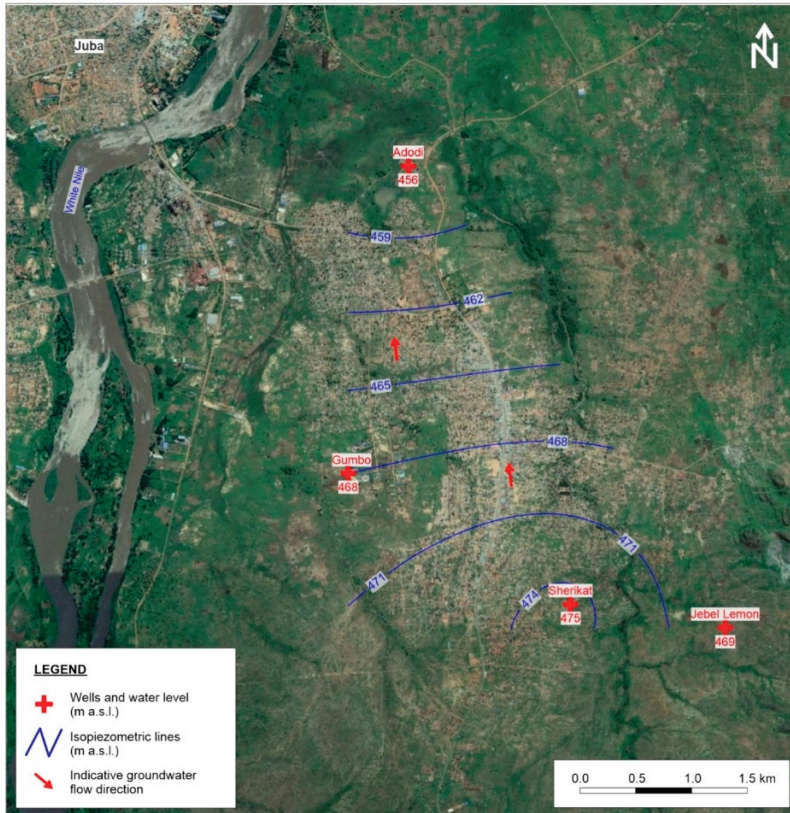 Juba
N
White Nile
Adodi
456
459
462
465
468
Gumbo
468
471
471
474
Sherikat
475
Jebel Lemon
469
LEGEND
Wells and water level
(m a.s.l.)
Isopiezometric lines
(m a.s.l.)
Indicative groundwater
flow direction
0.0 0.5 1.0 1.5 km